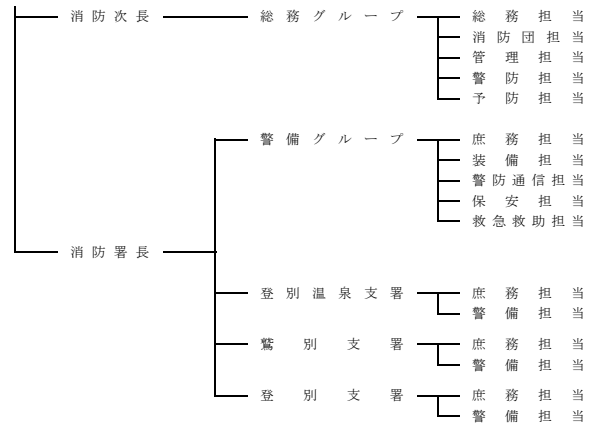 消防次長 総務グループ 総務担当
消防団担当
管理担当
警防担当
予防担当
警備グループ 庶務担当
装備担当
警防通信担当
保安担当
救急救助担当
消防署長
登別温泉支署 庶務担当
警備担当
鷲別支署 庶務担当
警備担当
登別支署 庶務担当
警備担当